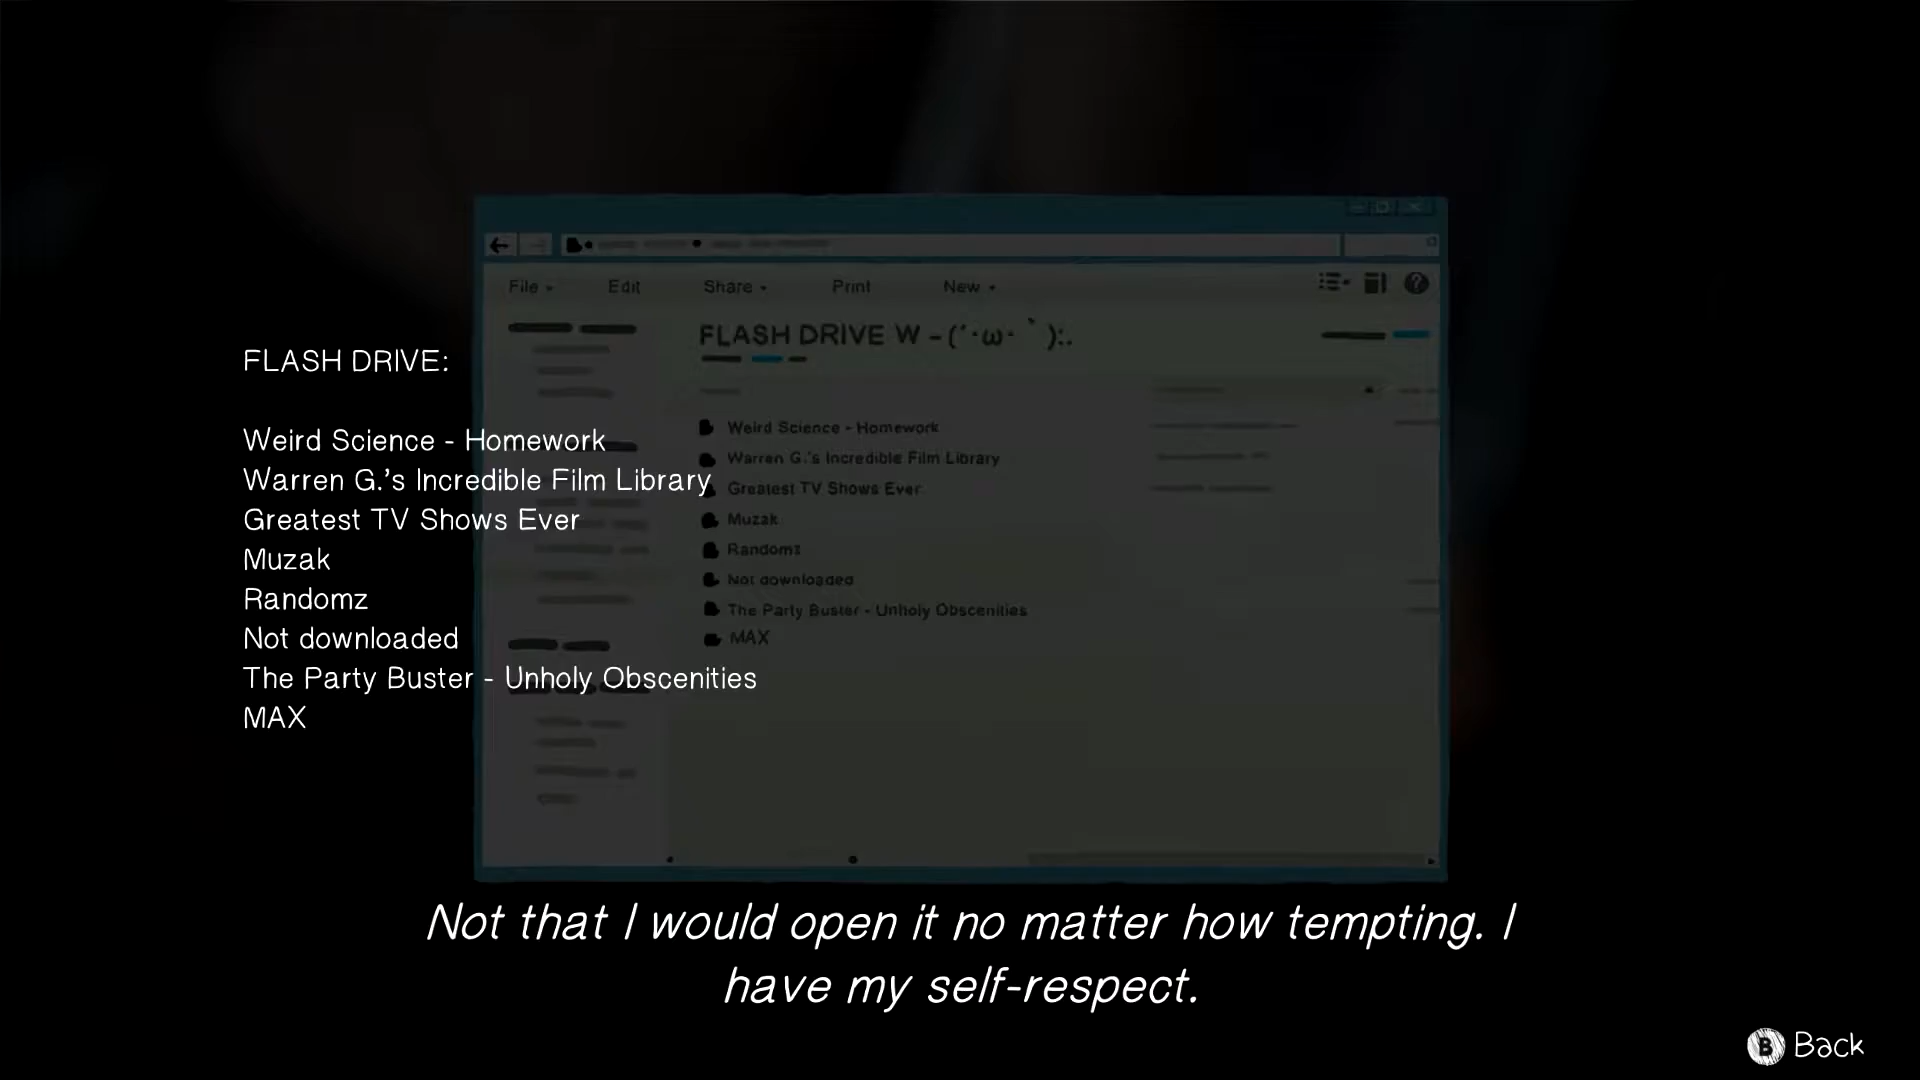 File
Edit
Share
Print
New
FLASH DRIVE W - (´･ω･`):.
Weird Science - Homework
Warren G.'s Incredible Film Library
Greatest TV Shows Ever
Muzak
Randomz
Not downloaded
The Party Buster - Unholy Obscenities
MAX
FLASH DRIVE:
Weird Science - Homework
Warren G.'s Incredible Film Library
Greatest TV Shows Ever
Muzak
Randomz
Not downloaded
The Party Buster - Unholy Obscenities
MAX
Not that I would open it no matter how tempting. I
have my self-respect.
B Back